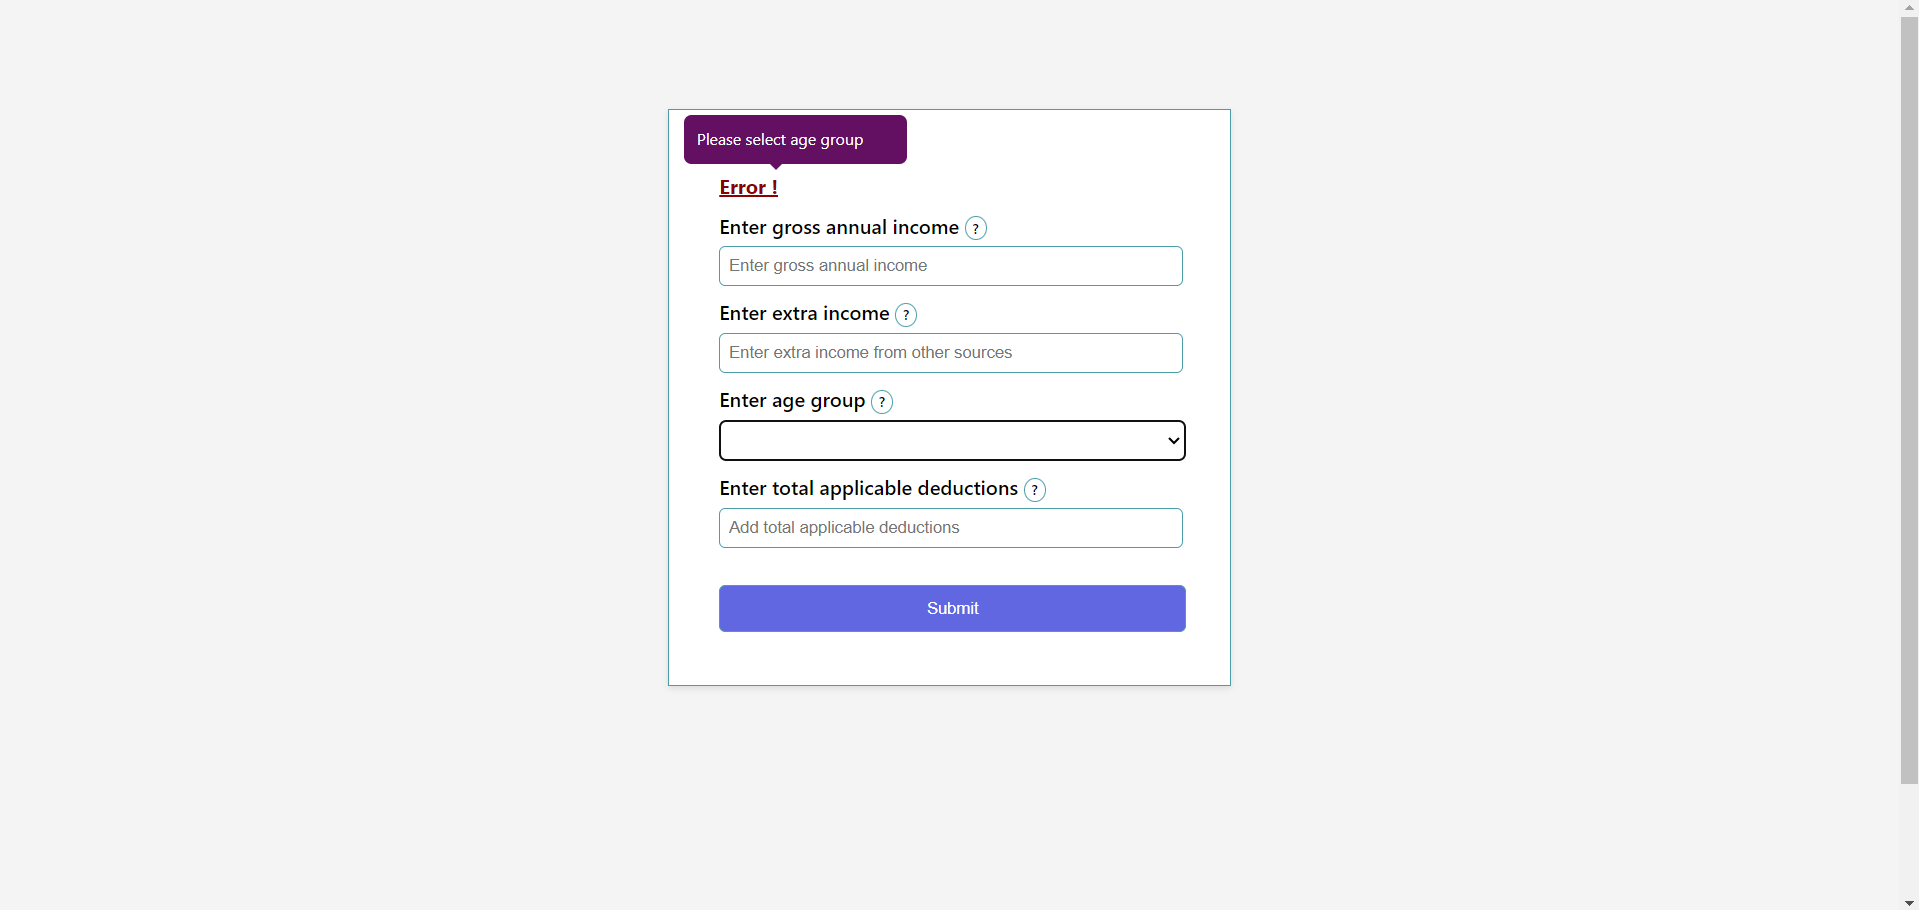 Please select age group
Error !
Enter gross annual income ?
Enter gross annual income
Enter extra income ?
Enter extra income from other sources
Enter age group ?
Enter total applicable deductions ?
Add total applicable deductions
Submit